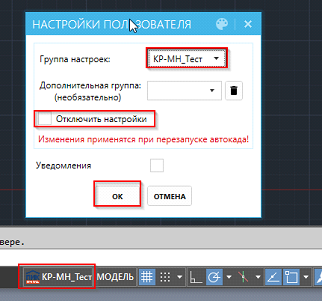 НАСТРОЙКИ ПОЛЬЗОВАТЕЛЯ
Группа настроек: КР-МН_Тест
Дополнительная группа:
(необязательно)
Отключить настройки
Изменения применятся при перезапуске автокада!
Уведомления
ОК ОТМЕНА
вере.
КР-МН_Тест МОДЕЛЬ